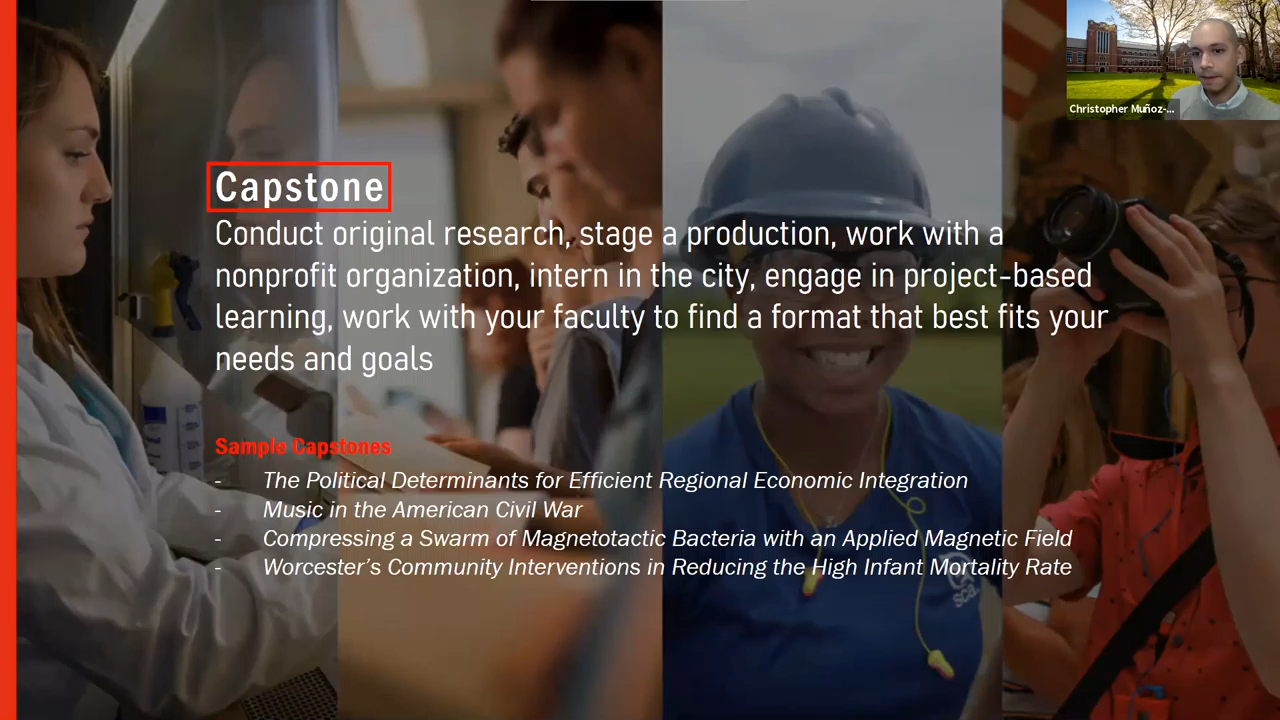 Christopher Muñoz-...
Capstone
Conduct original research, stage a production, work with a
nonprofit organization, intern in the city, engage in project-based
learning, work with your faculty to find a format that best fits your
needs and goals
Sample Capstones
- The Political Determinants for Efficient Regional Economic Integration
- Music in the American Civil War
- Compressing a Swarm of Magnetotactic Bacteria with an Applied Magnetic Field
- Worcester’s Community Interventions in Reducing the High Infant Mortality Rate